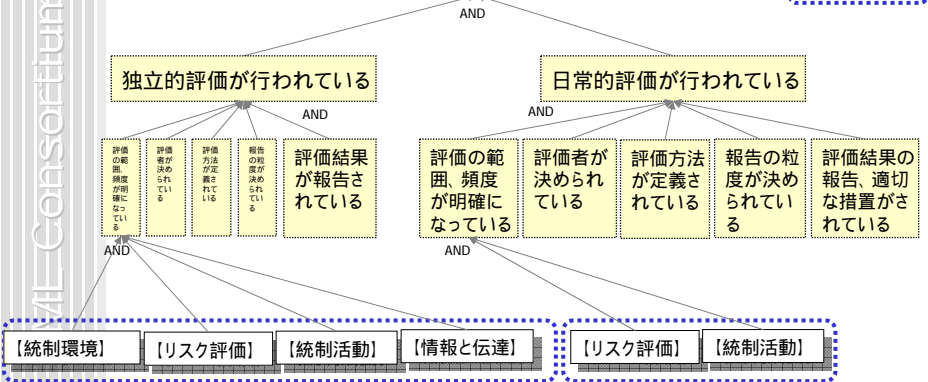 AND
独立的評価が行われている
日常的評価が行われている
AND
AND
評価
の範
囲、頻
度が明
確に
なっ
てい
る
評価
者が
決め
られ
てい
る
評価
方法
が定
義さ
れて
いる
報告
の粒
度が
決め
られ
てい
る
評価結果
が報告さ
れている
評価の範
囲、頻度
が明確に
なっている
評価者が
決められ
ている
評価方法
が定義さ
れている
報告の粒
度が決め
られてい
る
評価結果の
報告、適切
な措置がさ
れている
AND
AND
【統制環境】
【リスク評価】
【統制活動】
【情報と伝達】
【リスク評価】
【統制活動】
ML Consortium